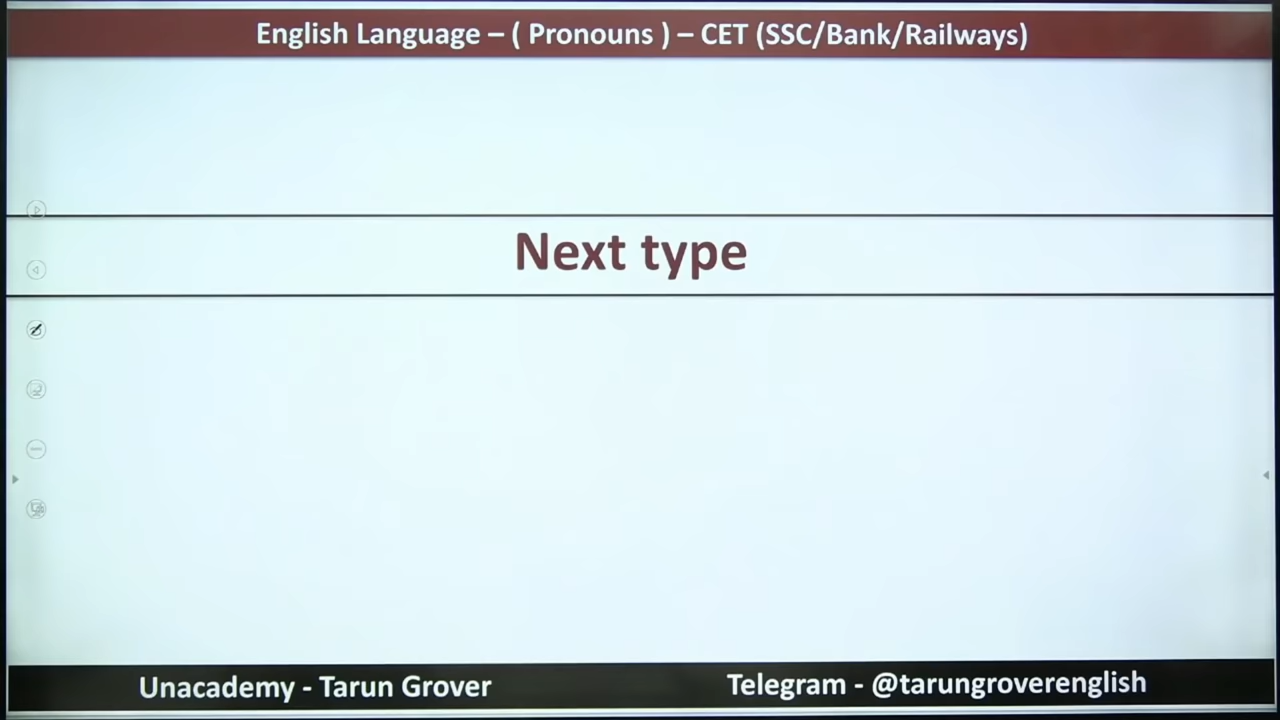 English Language – ( Pronouns ) – CET (SSC/Bank/Railways)
Next type
Unacademy - Tarun Grover
Telegram - @tarungroverenglish